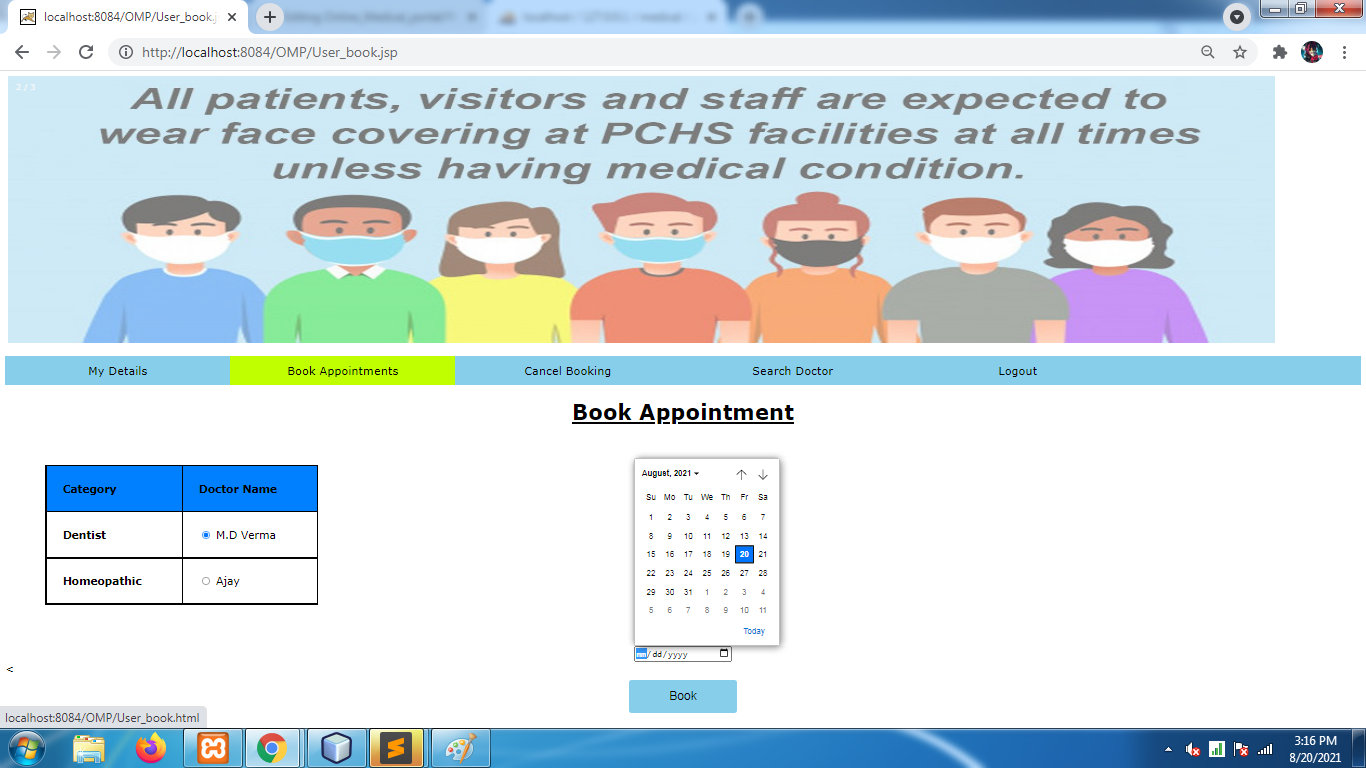 localhost:8084/OMP/User_book.js
http://localhost:8084/OMP/User_book.jsp
2 / 3
All patients, visitors and staff are expected to
wear face covering at PCHS facilities at all times
unless having medical condition.
My Details Book Appointments Cancel Booking Search Doctor Logout
Book Appointment
Category Doctor Name
Dentist M.D Verma
Homeopathic Ajay
August, 2021
Su Mo Tu We Th Fr Sa
1 2 3 4 5 6 7
8 9 10 11 12 13 14
15 16 17 18 19 20 21
22 23 24 25 26 27 28
29 30 31 1 2 3 4
5 6 7 8 9 10 11
Today
mm/dd/yyyy
<
Book
localhost:8084/OMP/User_book.html
3:16 PM
8/20/2021